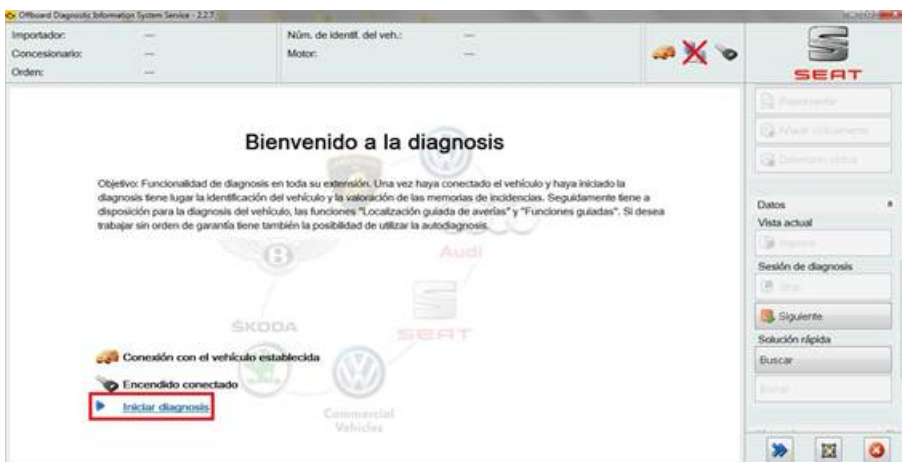 Offboard Diagnostic Information System Service - 2.2.7
Importador: ---
Núm. de identif. del veh.: ---
Concesionario: ---
Motor: ---
Orden: ---
SEAT
Bienvenido a la diagnosis
Objetivo: Funcionalidad de diagnosis en toda su extensión. Una vez haya conectado el vehículo y haya iniciado la
diagnosis tiene lugar la identificación del vehículo y la valoración de las memorias de incidencias. Seguidamente tiene a
disposición para la diagnosis del vehículo, las funciones "Localización guiada de averías" y "Funciones guiadas". Si desea
trabajar sin orden de garantía tiene también la posibilidad de utilizar la autodiagnosis.
Audi
ŠKODA
SEAT
Conexión con el vehículo establecida
Encendido conectado
Iniciar diagnosis
Commercial
Vehicles
Datos
Vista actual
Sesión de diagnosis
Siguiente
Solución rápida
Buscar